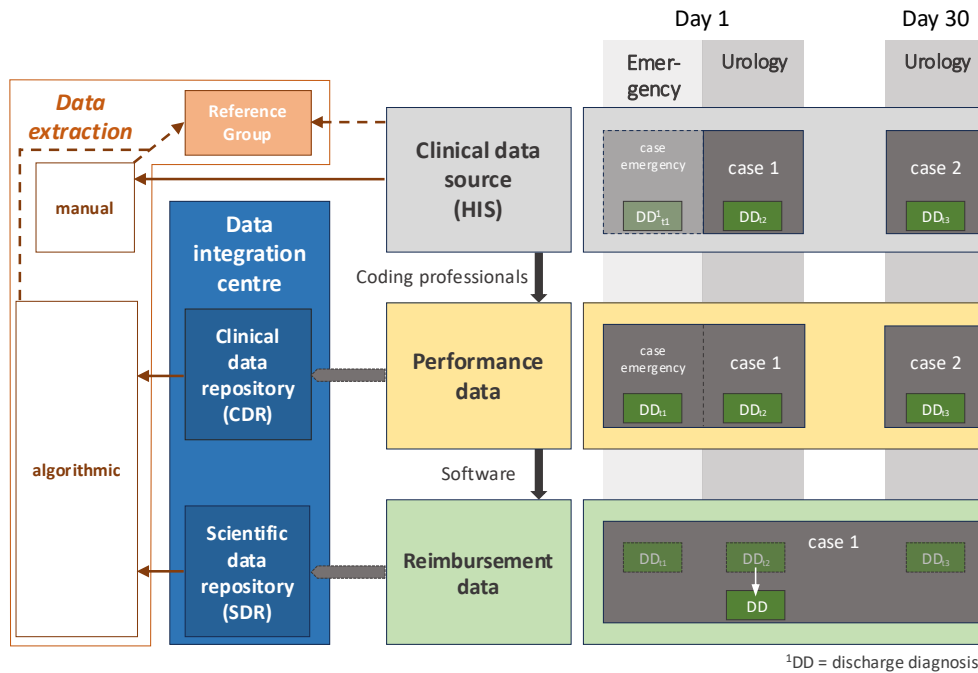 Day 1
Day 30
Emer-
gency
Urology
Urology
Data
extraction
Reference
Group
manual
algorithmic
Data
integration
centre
Clinical
data
repository
(CDR)
Scientific
data
repository
(SDR)
Clinical data
source
(HIS)
Coding professionals
Performance
data
Software
Reimbursement
data
case
emergency
DD¹t1
case 1
DDt2
case 2
DDt3
case
emergency
DDt1
case 1
DDt2
case 2
DDt3
case 1
DDt1
DDt2
DDt3
DD
¹DD = discharge diagnosis